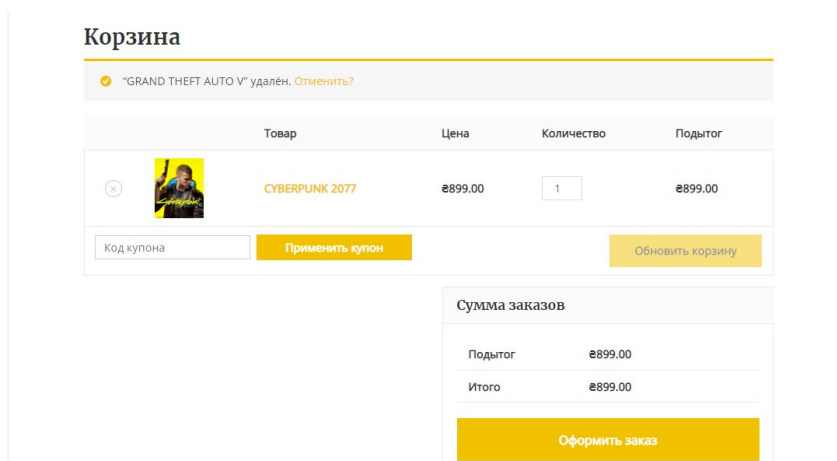 Корзина
“GRAND THEFT AUTO V” удалён. Отменить?
Товар Цена Количество Подытог
CYBERPUNK 2077 ₴899.00 1 ₴899.00
Cyberpunk
Код купона Применить купон Обновить корзину
Сумма заказов
Подытог ₴899.00
Итого ₴899.00
Оформить заказ